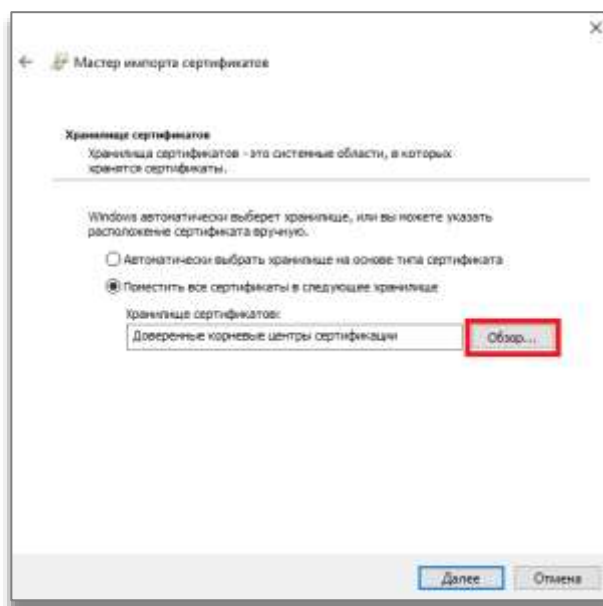 Мастер импорта сертификатов
Хранилище сертификатов
Хранилища сертификатов - это системные области, в которых
хранятся сертификаты.
Windows автоматически выберет хранилище, или вы можете указать
расположение сертификата вручную.
Автоматически выбрать хранилище на основе типа сертификата
Поместить все сертификаты в следующее хранилище
Хранилище сертификатов:
Доверенные корневые центры сертификации
Обзор...
Далее
Отмена